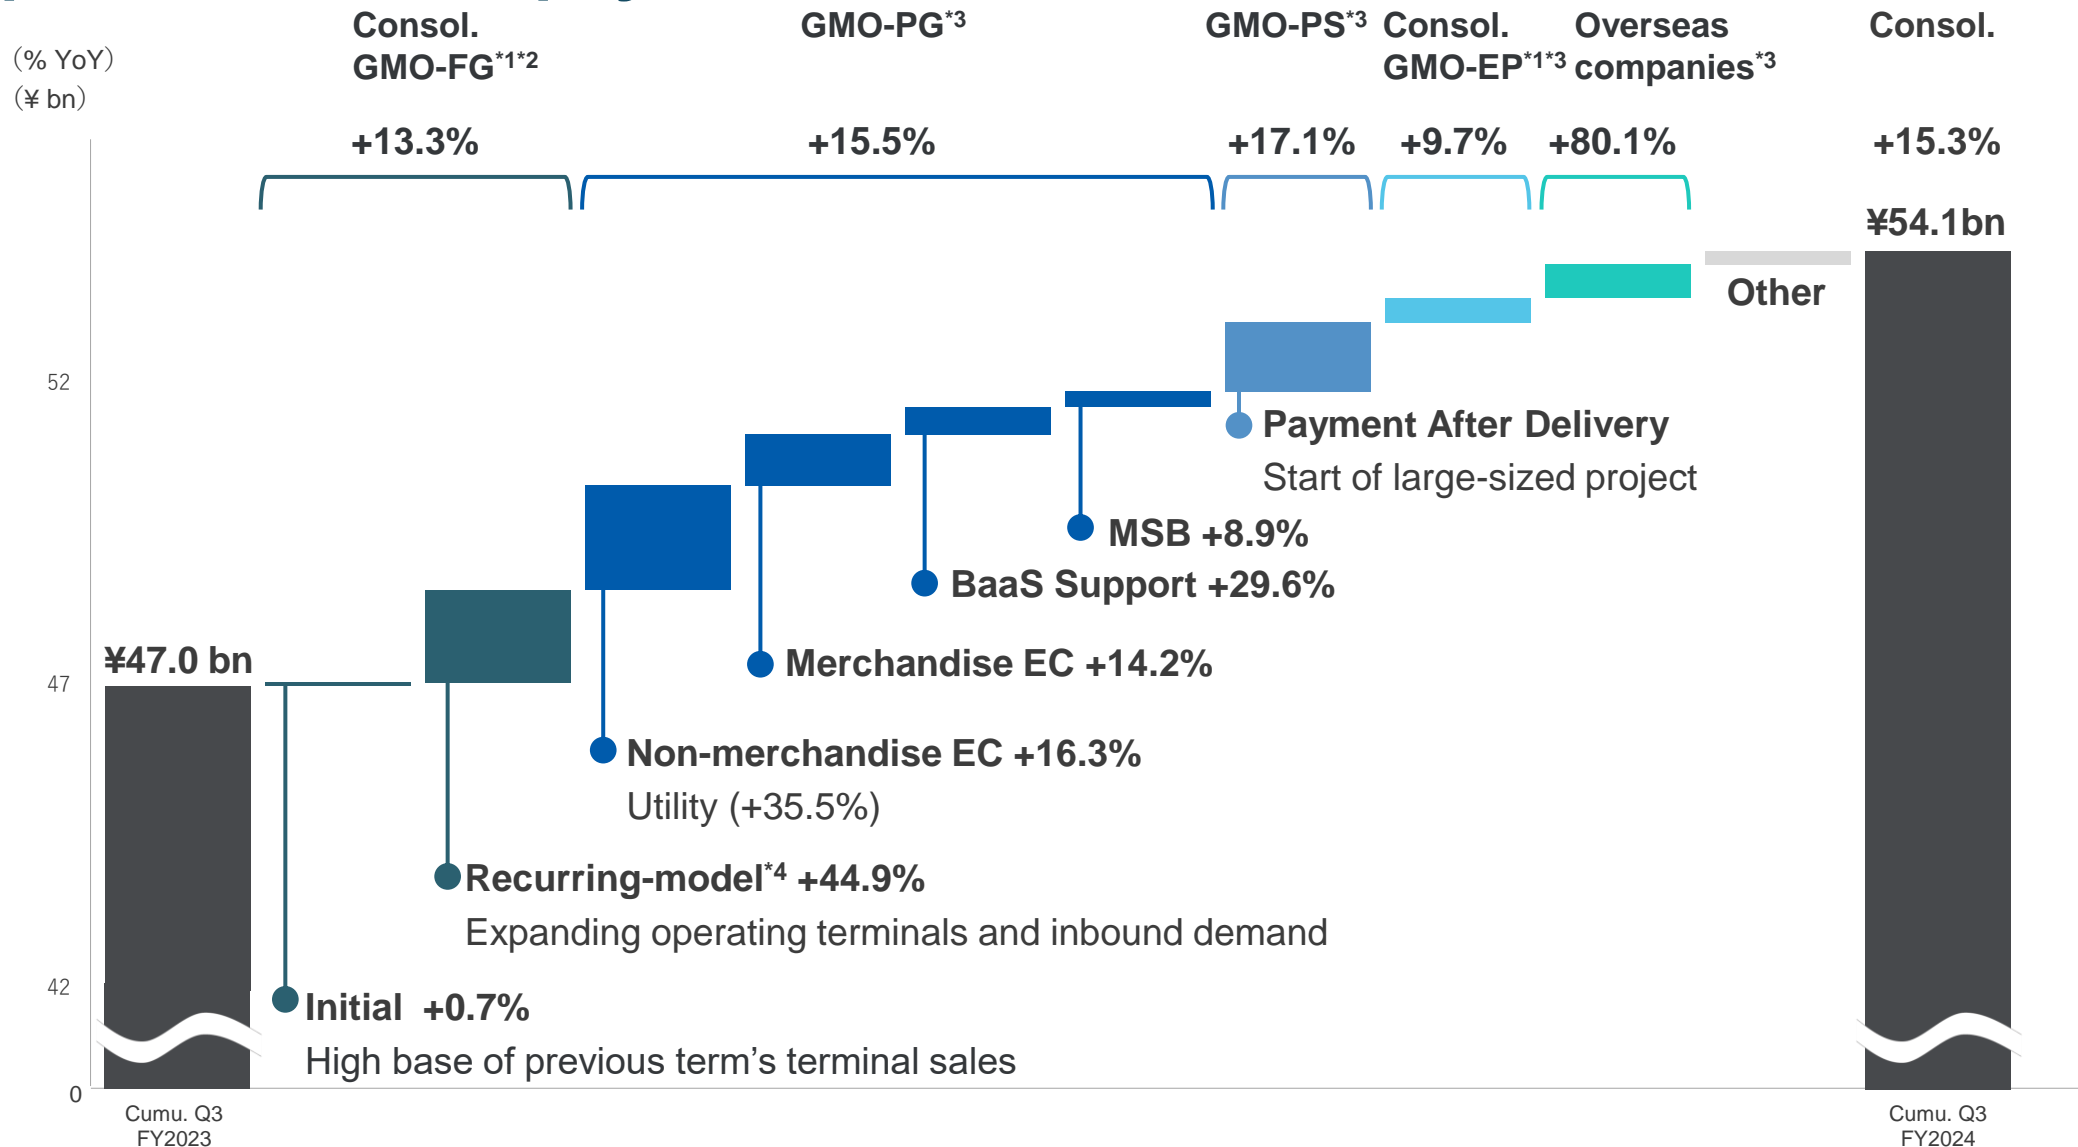 Consol.
GMO-FG*1*2
GMO-PG*3
GMO-PS*3
Consol.
GMO-EP*1*3
Overseas
companies*3
Consol.
（% YoY）
（¥ bn）
+13.3%
+15.5%
+17.1%
+9.7%
+80.1%
+15.3%
¥54.1bn
Other
52
Payment After Delivery
Start of large-sized project
MSB +8.9%
BaaS Support +29.6%
¥47.0 bn
Merchandise EC +14.2%
47
Non-merchandise EC +16.3%
Utility (+35.5%)
Recurring-model*4 +44.9%
Expanding operating terminals and inbound demand
42
Initial +0.7%
High base of previous term’s terminal sales
0
Cumu. Q3
FY2023
Cumu. Q3
FY2024